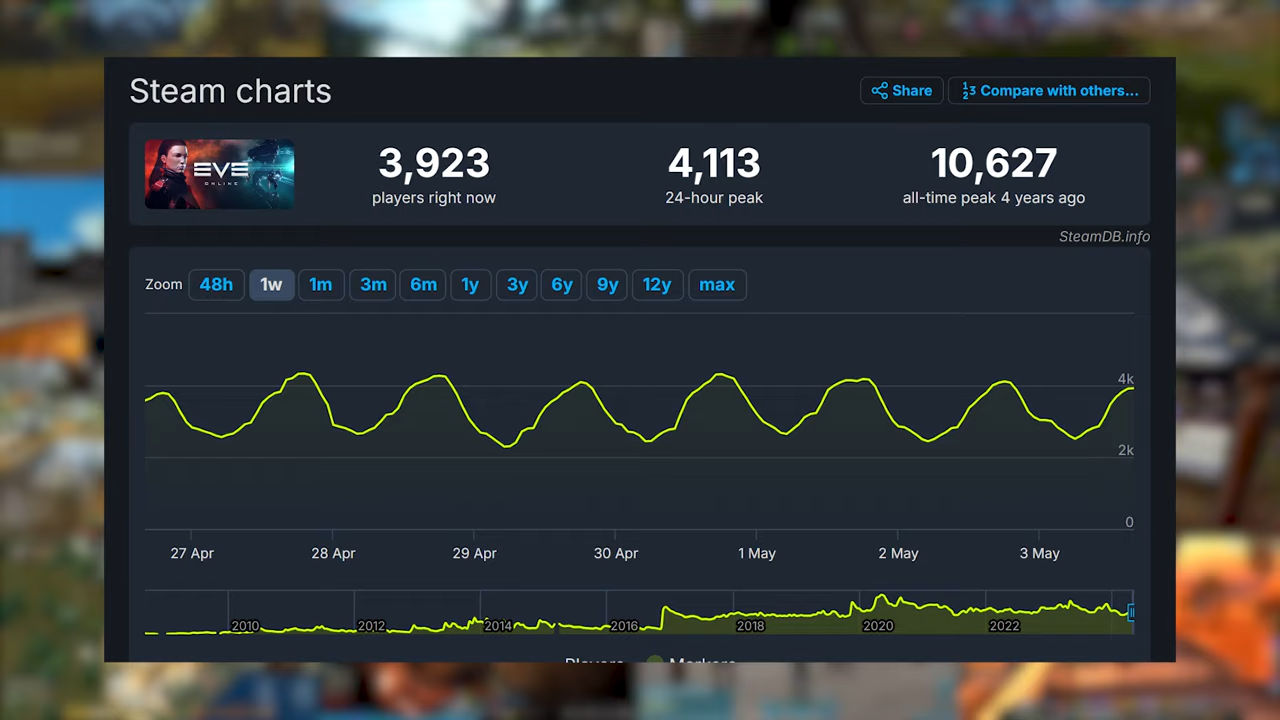 Steam charts
Share
Compare with others...
EVE
ONLINE
3,923
players right now
4,113
24-hour peak
10,627
all-time peak 4 years ago
SteamDB.info
Zoom 48h 1w 1m 3m 6m 1y 3y 6y 9y 12y max
4k
2k
0
27 Apr 28 Apr 29 Apr 30 Apr 1 May 2 May 3 May
2010 2012 2014 2016 2018 2020 2022
Players Markers